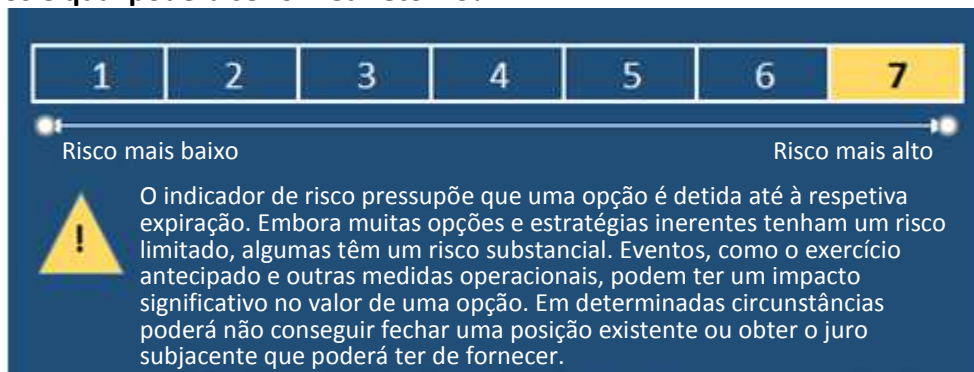 1 2 3 4 5 6 7
Risco mais baixo Risco mais alto
! O indicador de risco pressupõe que uma opção é detida até à respetiva
expiração. Embora muitas opções e estratégias inerentes tenham um risco
limitado, algumas têm um risco substancial. Eventos, como o exercício
antecipado e outras medidas operacionais, podem ter um impacto
significativo no valor de uma opção. Em determinadas circunstâncias
poderá não conseguir fechar uma posição existente ou obter o juro
subjacente que poderá ter de fornecer.